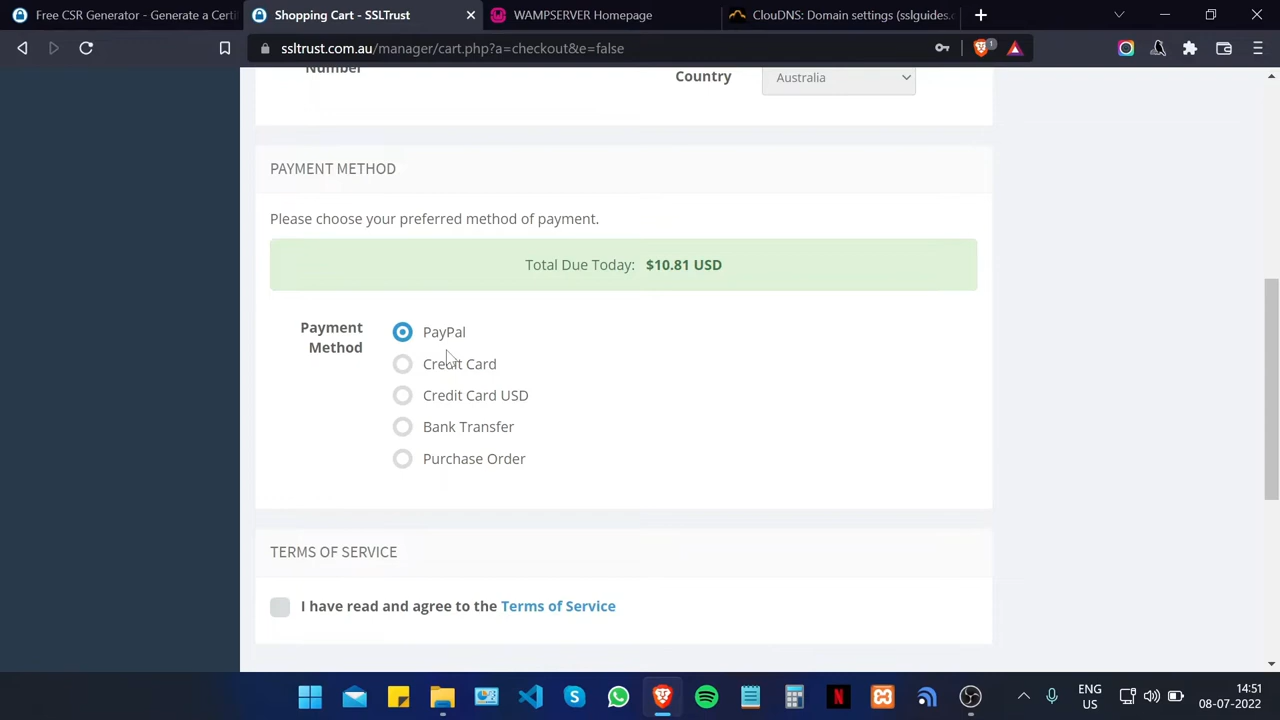 Free CSR Generator - Generate a Certi
Shopping Cart - SSLTrust
WAMPSERVER Homepage
ClouDNS: Domain settings (sslguides.
ssltrust.com.au/manager/cart.php?a=checkout&e=false
1
Number
Country
Australia
PAYMENT METHOD
Please choose your preferred method of payment.
Total Due Today: $10.81 USD
Payment
Method
PayPal
Credit Card
Credit Card USD
Bank Transfer
Purchase Order
TERMS OF SERVICE
I have read and agree to the Terms of Service
ENG
US
14:51
08-07-2022